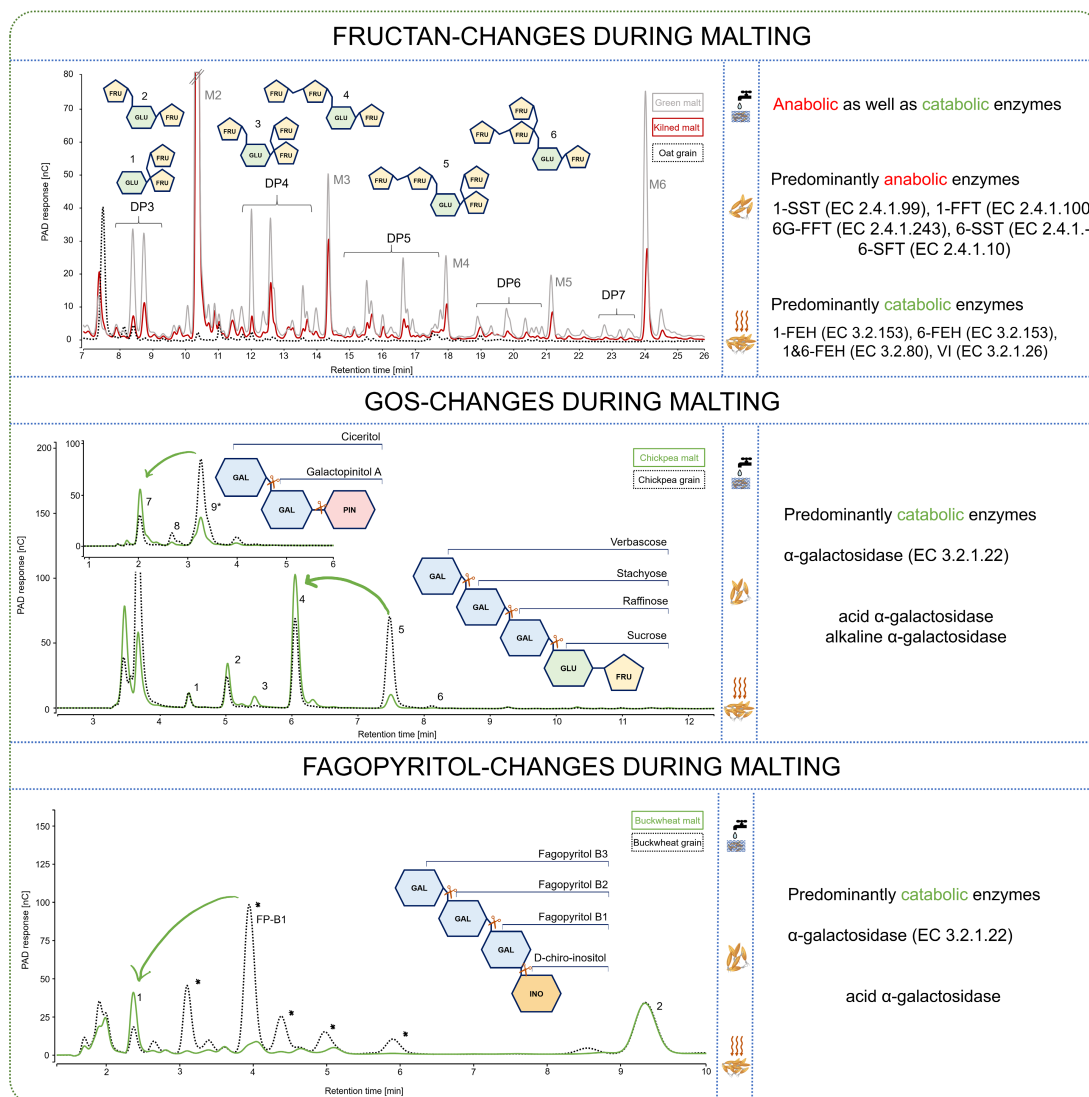 FRUCTAN-CHANGES DURING MALTING
80
70
60
50
40
30
20
10
0
PAD response [nC]
7 8 9 10 11 12 13 14 15 16 17 18 19 20 21 22 23 24 25 26
Retention time [min]
FRU
GLU
FRU
2
M2
1
GLU
FRU
FRU
DP3
FRU
FRU
GLU
FRU
4
3
FRU
FRU
GLU
FRU
DP4
M3
FRU
FRU
FRU
GLU
FRU
5
DP5
M4
FRU
FRU
FRU
GLU
FRU
6
DP6
M5
DP7
M6
Green malt
Kilned malt
Oat grain
Anabolic as well as catabolic enzymes
Predominantly anabolic enzymes
1-SST (EC 2.4.1.99), 1-FFT (EC 2.4.1.100)
6G-FFT (EC 2.4.1.243), 6-SST (EC 2.4.1.-
6-SFT (EC 2.4.1.10)
Predominantly catabolic enzymes
1-FEH (EC 3.2.153), 6-FEH (EC 3.2.153),
1&6-FEH (EC 3.2.80), VI (EC 3.2.1.26)
GOS-CHANGES DURING MALTING
200
150
100
50
0
PAD response [nC]
3 4 5 6 7 8 9 10 11 12
Retention time [min]
100
50
0
1 2 3 4 5 6
7
8
9*
Ciceritol
Galactopinitol A
GAL
GAL
PIN
Chickpea malt
Chickpea grain
1
2
3
4
5
6
Verbascose
Stachyose
Raffinose
Sucrose
GAL
GAL
GAL
GLU
FRU
Predominantly catabolic enzymes
α-galactosidase (EC 3.2.1.22)
acid α-galactosidase
alkaline α-galactosidase
FAGOPYRITOL-CHANGES DURING MALTING
150
125
100
75
50
25
0
PAD response [nC]
2 3 4 5 6 7 8 9 10
Retention time [min]
1
*
*
FP-B1
*
*
*
2
Buckwheat malt
Buckwheat grain
Fagopyritol B3
Fagopyritol B2
Fagopyritol B1
D-chiro-inositol
GAL
GAL
GAL
INO
Predominantly catabolic enzymes
α-galactosidase (EC 3.2.1.22)
acid α-galactosidase